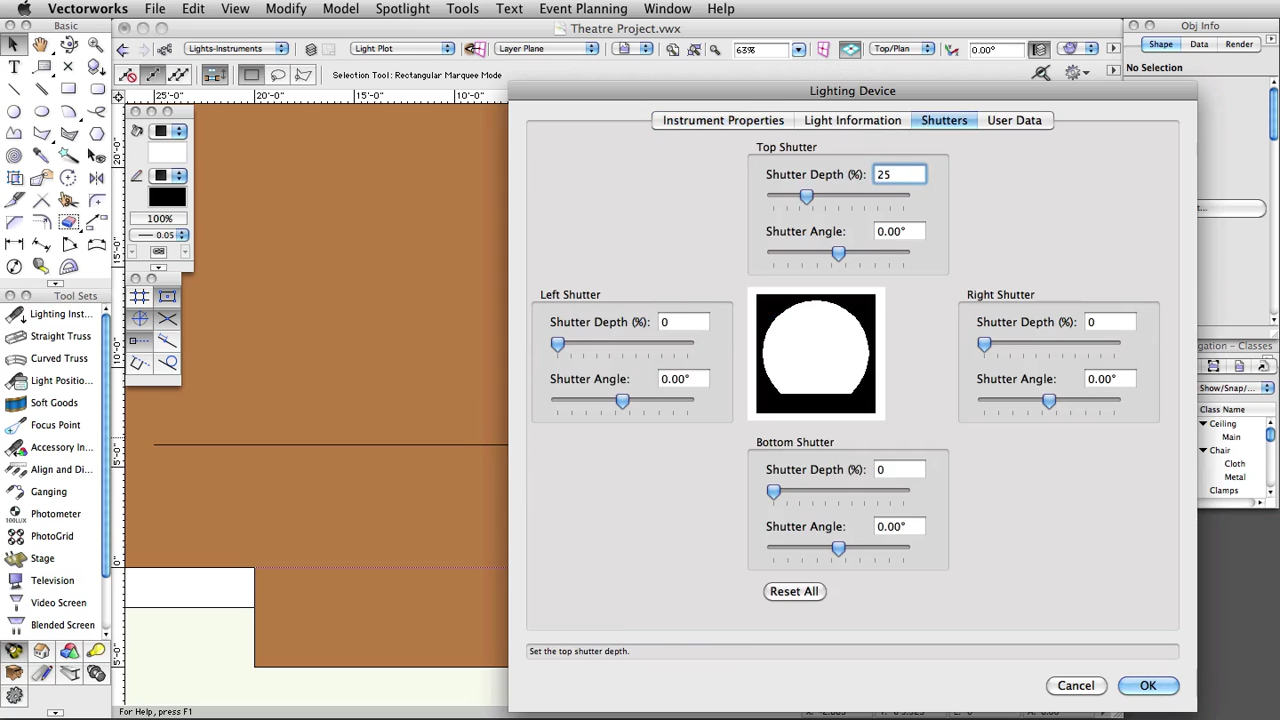 Vectorworks File Edit View Modify Model Spotlight Tools Text Event Planning Window Help
Basic
Theatre Project.vwx
Obj Info
Lights-Instruments
Light Plot
Layer Plane
63%
Top/Plan
0.00°
Shape Data Render
Selection Tool: Rectangular Marquee Mode
No Selection
25'-0" 20'-0" 15'-0" 10'-0"
Lighting Device
Instrument Properties Light Information Shutters User Data
Top Shutter
Shutter Depth (%): 25
Shutter Angle: 0.00°
100%
0.05
Left Shutter
Shutter Depth (%): 0
Shutter Angle: 0.00°
Right Shutter
Shutter Depth (%): 0
Shutter Angle: 0.00°
Bottom Shutter
Shutter Depth (%): 0
Shutter Angle: 0.00°
Reset All
Set the top shutter depth.
Cancel OK
Tool Sets
Lighting Inst...
Straight Truss
Curved Truss
Light Positio...
Soft Goods
Focus Point
Accessory In...
Align and Di...
Ganging
Photometer
PhotoGrid
Stage
Television
Video Screen
Blended Screen
100LUX
igation - Classes
Show/Snap/...
Class Name
Ceiling
Main
Chair
Cloth
Metal
Clamps
For Help, press F1